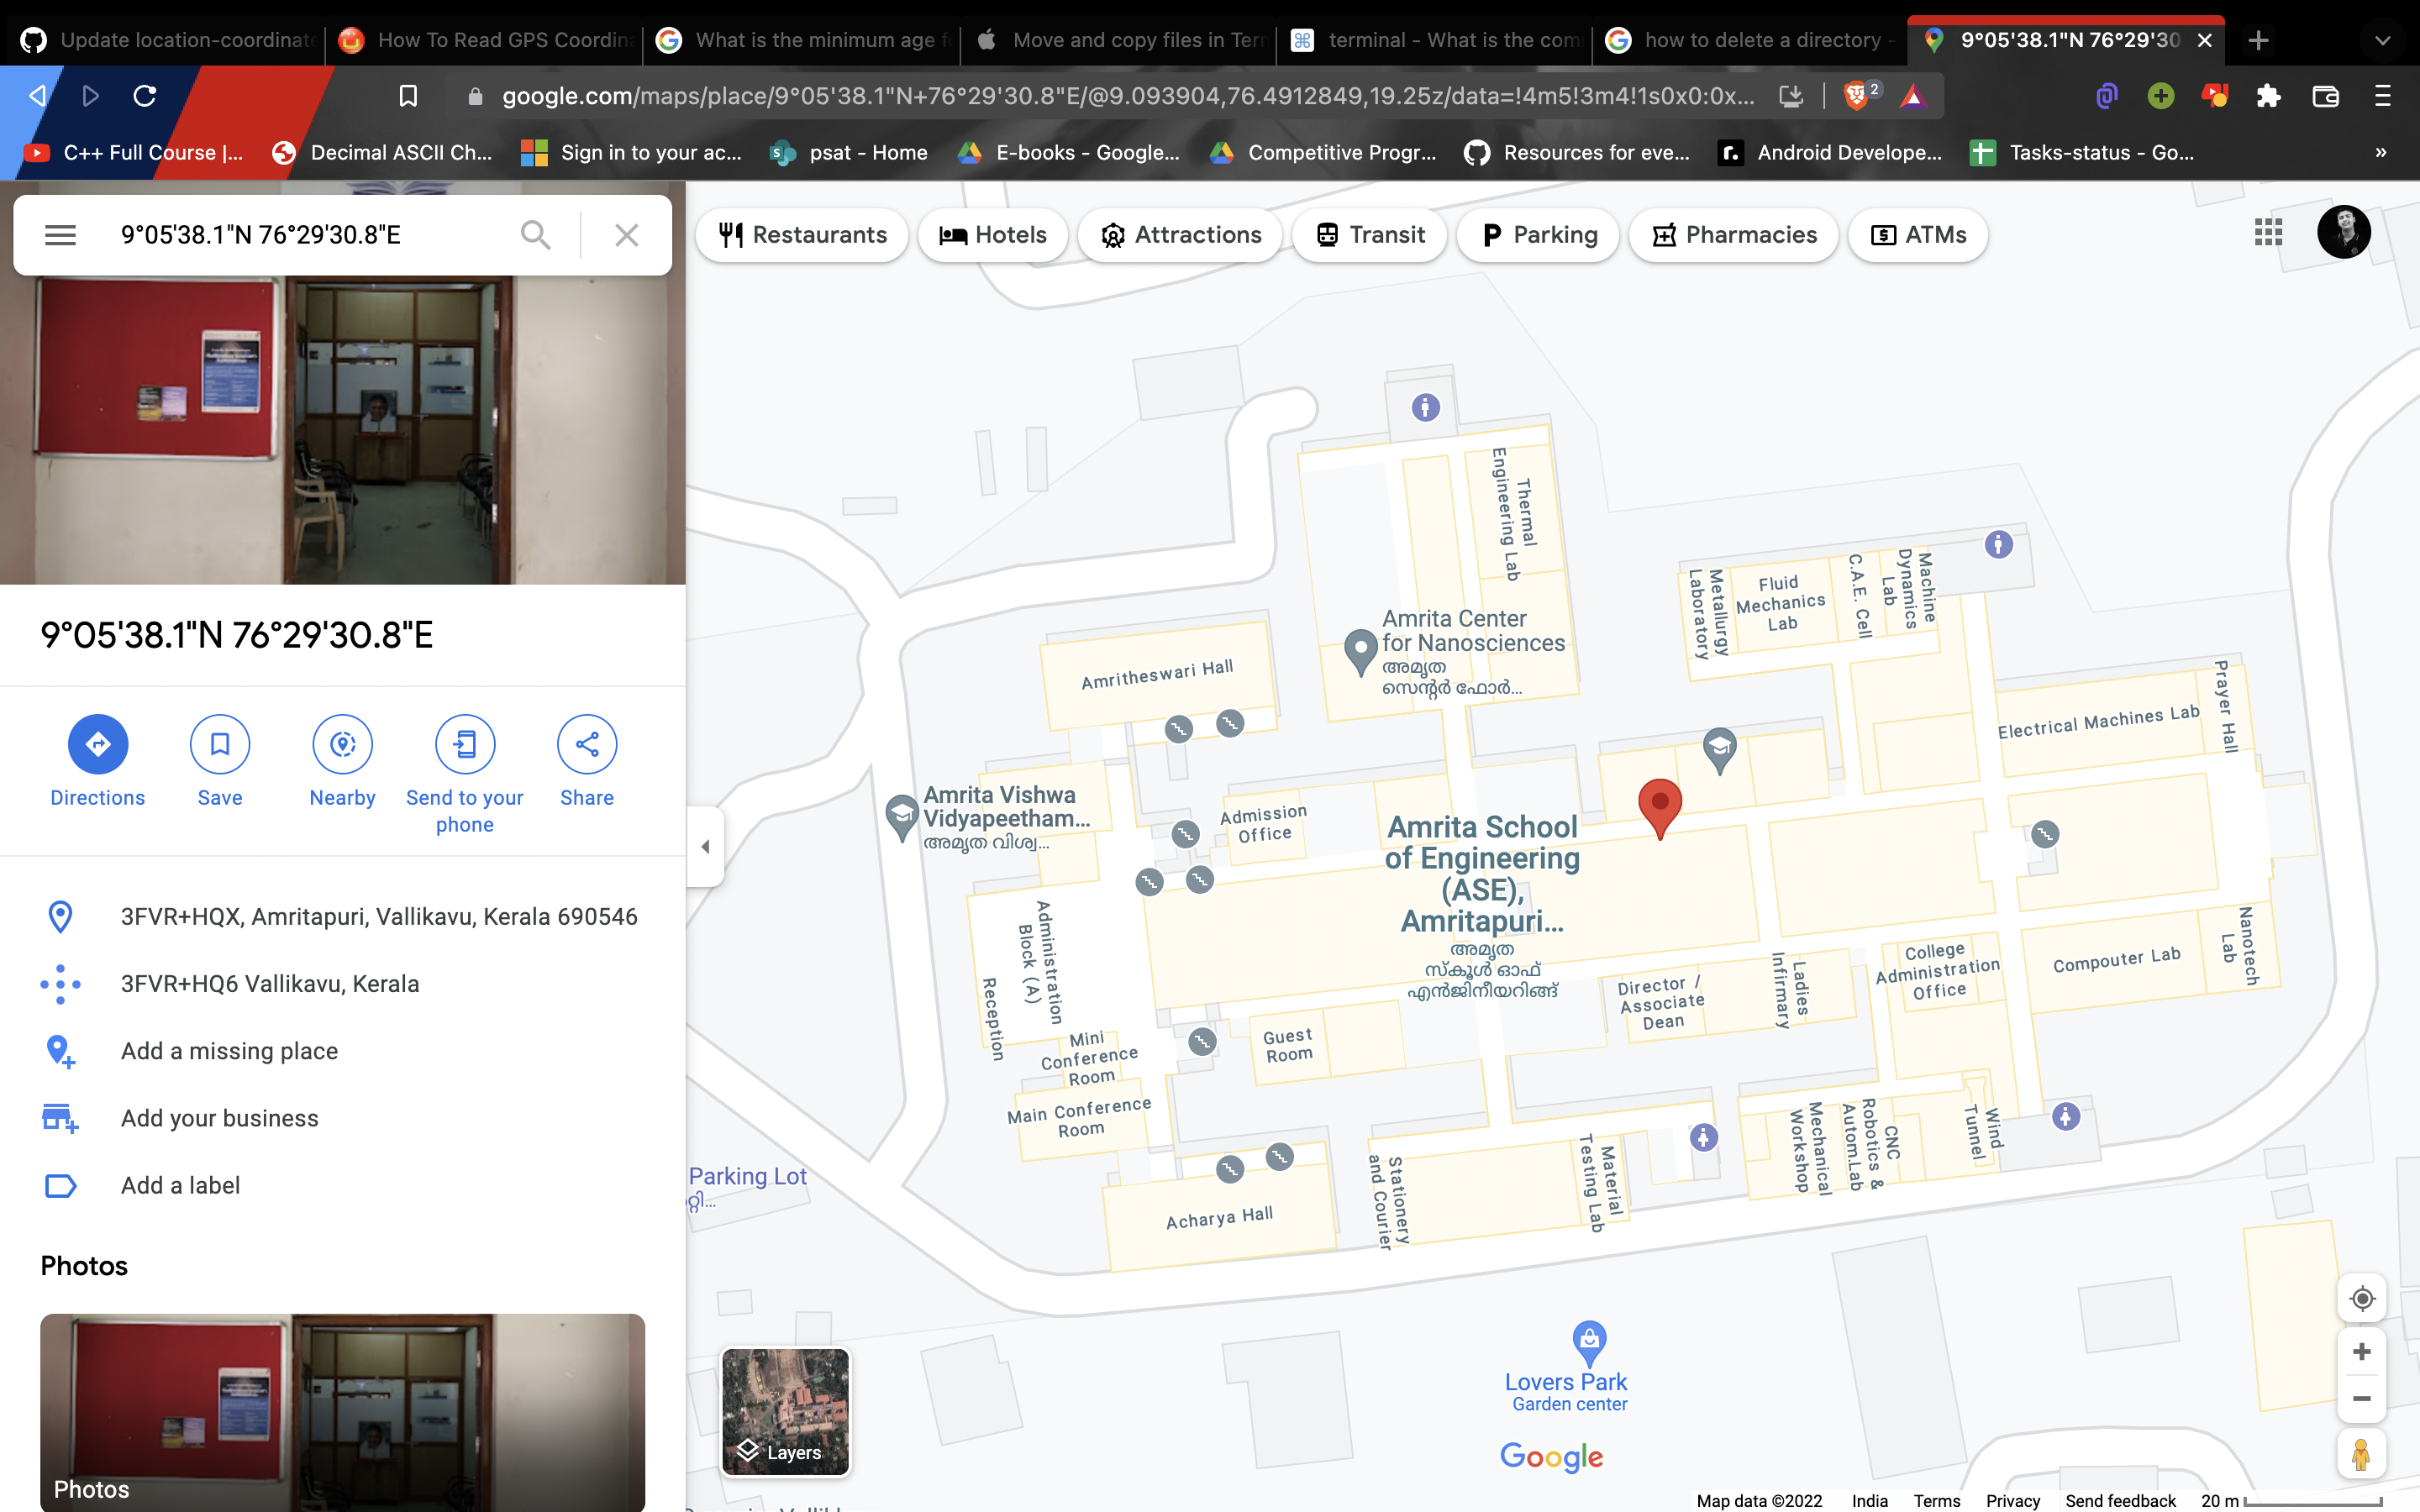 Update location-coordinate
How To Read GPS Coordin
What is the minimum age f
Move and copy files in Ter
terminal - What is the com
how to delete a directory -
9°05'38.1"N 76°29'30
google.com/maps/place/9°05'38.1"N+76°29'30.8"E/@9.093904,76.4912849,19.25z/data=!4m5!3m4!1s0x0:0x...
2
C++ Full Course |...
Decimal ASCII Ch...
Sign in to your ac...
psat - Home
E-books - Google...
Competitive Progr...
Resources for eve...
Android Develope...
Tasks-status - Go...
»
9°05'38.1"N 76°29'30.8"E
Restaurants
Hotels
Attractions
Transit
Parking
Pharmacies
ATMs
9°05'38.1"N 76°29'30.8"E
Directions
Save
Nearby
Send to your
phone
Share
3FVR+HQX, Amritapuri, Vallikavu, Kerala 690546
3FVR+HQ6 Vallikavu, Kerala
Add a missing place
Add your business
Add a label
Photos
Photos
Thermal
Engineering Lab
Metallurgy
Laboratory
Fluid
Mechanics
Lab
C.A.E. Cell
Machine
Dynamics
Lab
Amrita Center
for Nanosciences
അമൃത
സെന്റർ ഫോർ...
Amritheswari Hall
Electrical Machines Lab
Prayer Hall
Amrita Vishwa
Vidyapeetham...
അമൃത വിശ്വ...
Admission
Office
Amrita School
of Engineering
(ASE),
Amritapuri...
അമൃത
സ്കൂൾ ഓഫ്
എൻജിനീയറിങ്ങ്
Administration
Block (A)
Reception
Mini
Conference
Room
Main Conference
Room
Guest
Room
Director /
Associate
Dean
Ladies
Infirmary
College
Administration
Office
Compouter Lab
Nanotech
Lab
Parking Lot
Acharya Hall
Stationery
and Courier
Material
Testing Lab
Mechanical
Workshop
CNC
Robotics &
Autom.Lab
Wind
Tunnel
Lovers Park
Garden center
Layers
Google
Map data ©2022 India Terms Privacy Send feedback 20 m